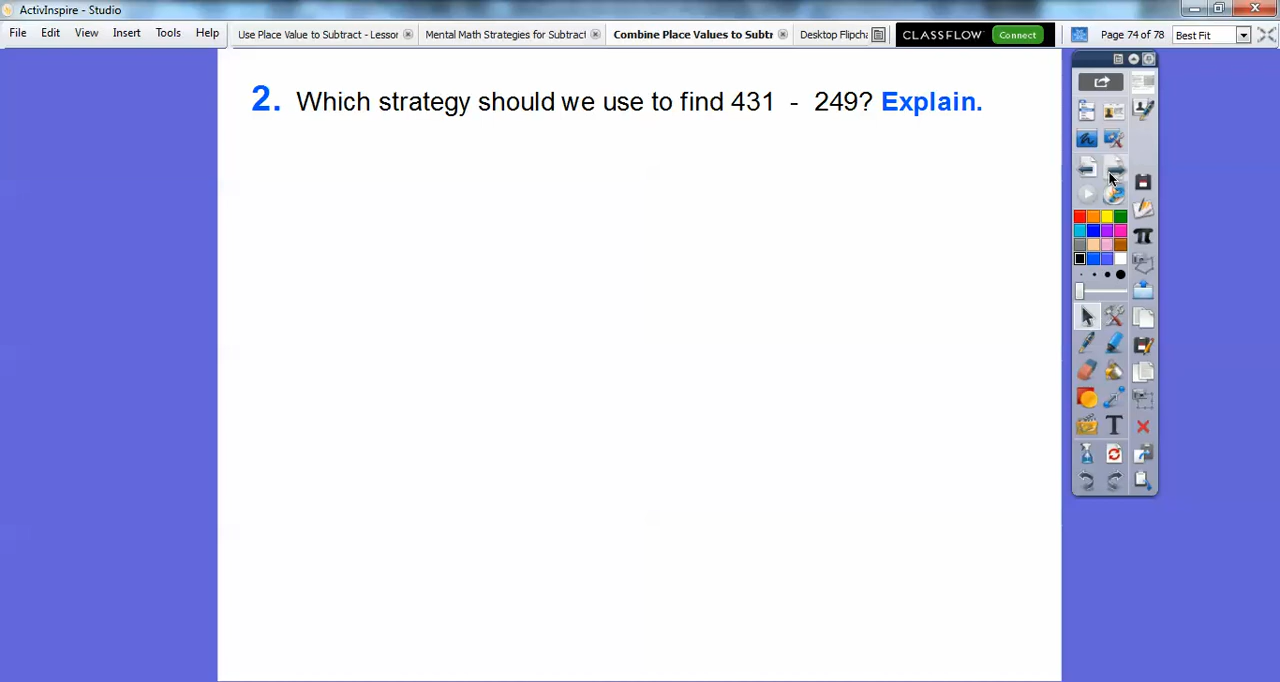 ActivInspire - Studio
File Edit View Insert Tools Help
Use Place Value to Subtract - Lessor
Mental Math Strategies for Subtract
Combine Place Values to Subtr
Desktop Flipcha
CLASSFLOW Connect
Page 74 of 78
Best Fit
2. Which strategy should we use to find 431 - 249? Explain.
T